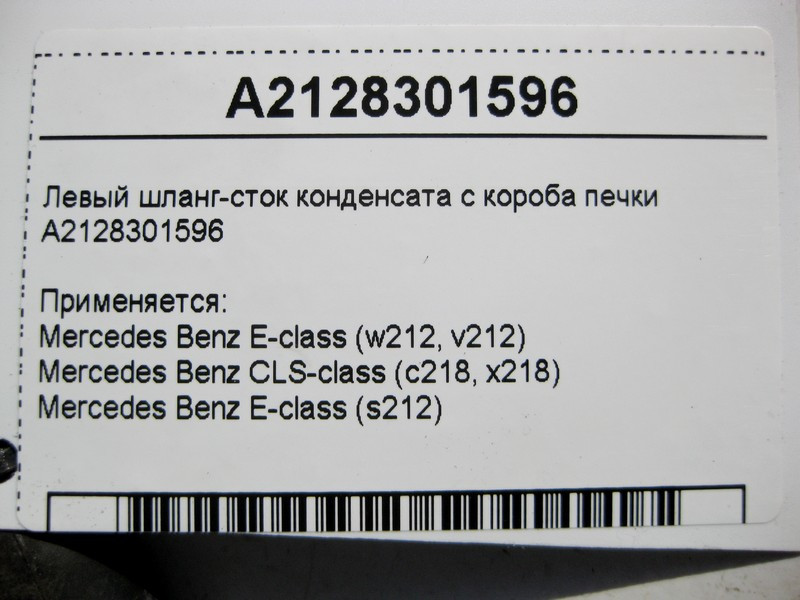 A2128301596
Левый шланг-сток конденсата с короба печки
A2128301596
Применяется:
Mercedes Benz E-class (w212, v212)
Mercedes Benz CLS-class (c218, x218)
Mercedes Benz E-class (s212)